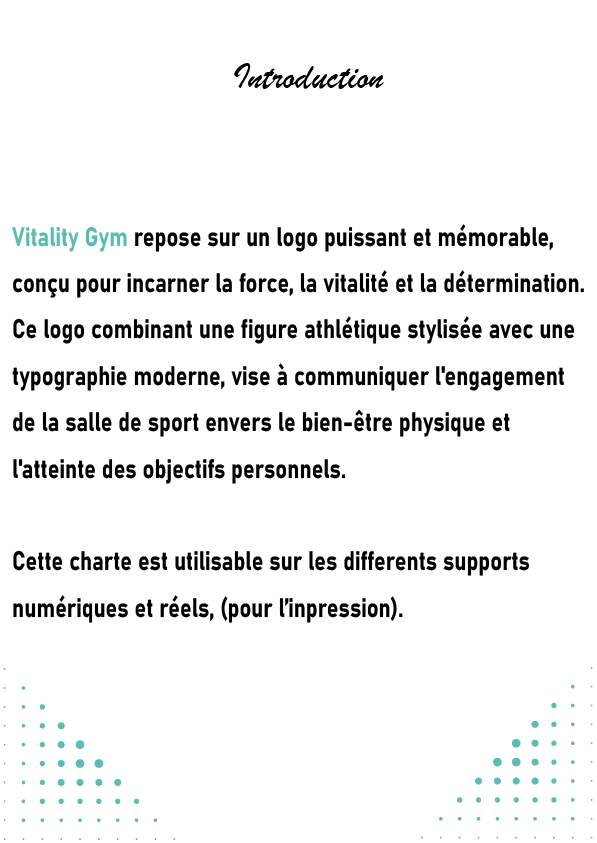 Introduction
Vitality Gym repose sur un logo puissant et mémorable,
conçu pour incarner la force, la vitalité et la détermination.
Ce logo combinant une figure athlétique stylisée avec une
typographie moderne, vise à communiquer l'engagement
de la salle de sport envers le bien-être physique et
l'atteinte des objectifs personnels.
Cette charte est utilisable sur les differents supports
numériques et réels, (pour l’inpression).